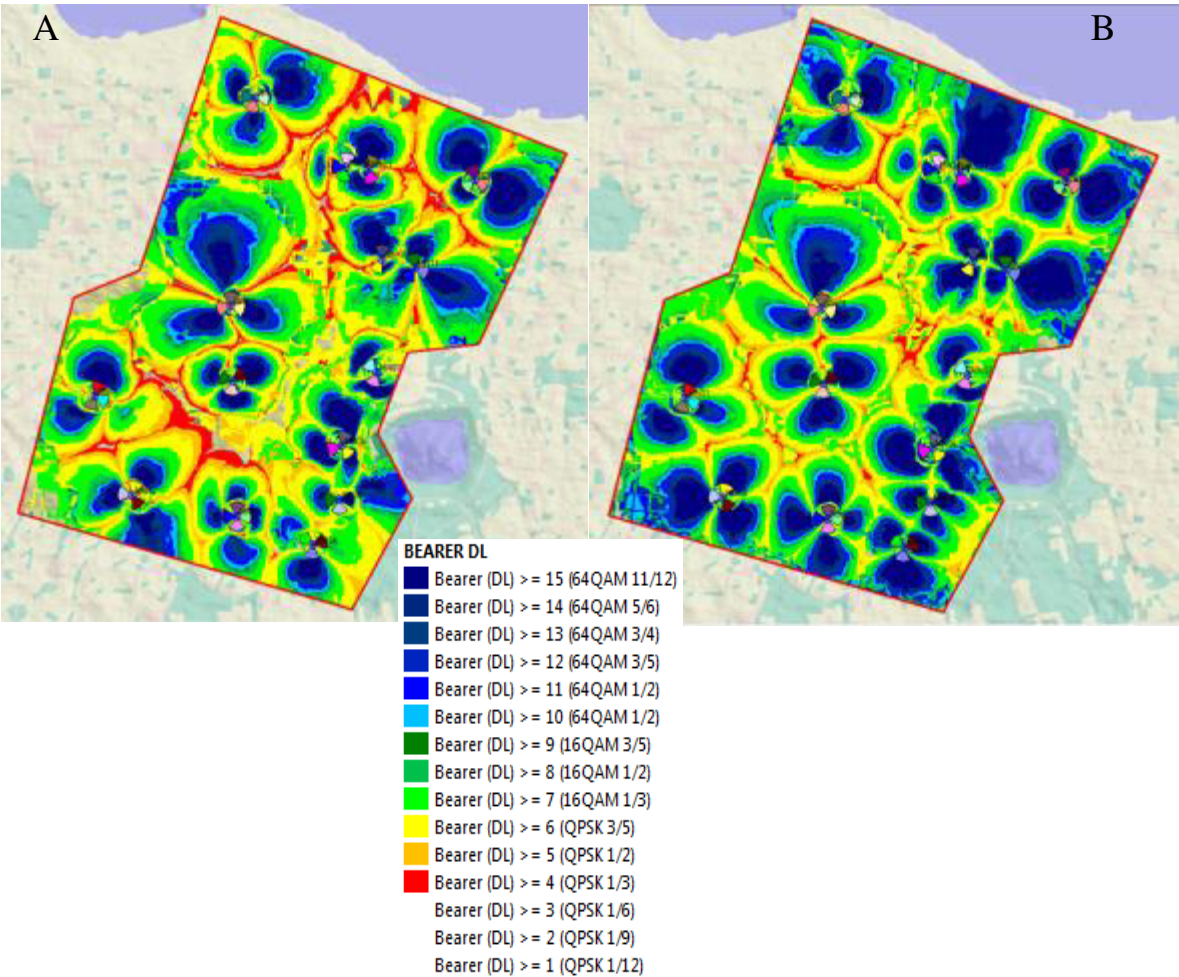 A
B
BEARER DL
Bearer (DL) >= 15 (64QAM 11/12)
Bearer (DL) >= 14 (64QAM 5/6)
Bearer (DL) >= 13 (64QAM 3/4)
Bearer (DL) >= 12 (64QAM 3/5)
Bearer (DL) >= 11 (64QAM 1/2)
Bearer (DL) >= 10 (64QAM 1/2)
Bearer (DL) >= 9 (16QAM 3/5)
Bearer (DL) >= 8 (16QAM 1/2)
Bearer (DL) >= 7 (16QAM 1/3)
Bearer (DL) >= 6 (QPSK 3/5)
Bearer (DL) >= 5 (QPSK 1/2)
Bearer (DL) >= 4 (QPSK 1/3)
Bearer (DL) >= 3 (QPSK 1/6)
Bearer (DL) >= 2 (QPSK 1/9)
Bearer (DL) >= 1 (QPSK 1/12)